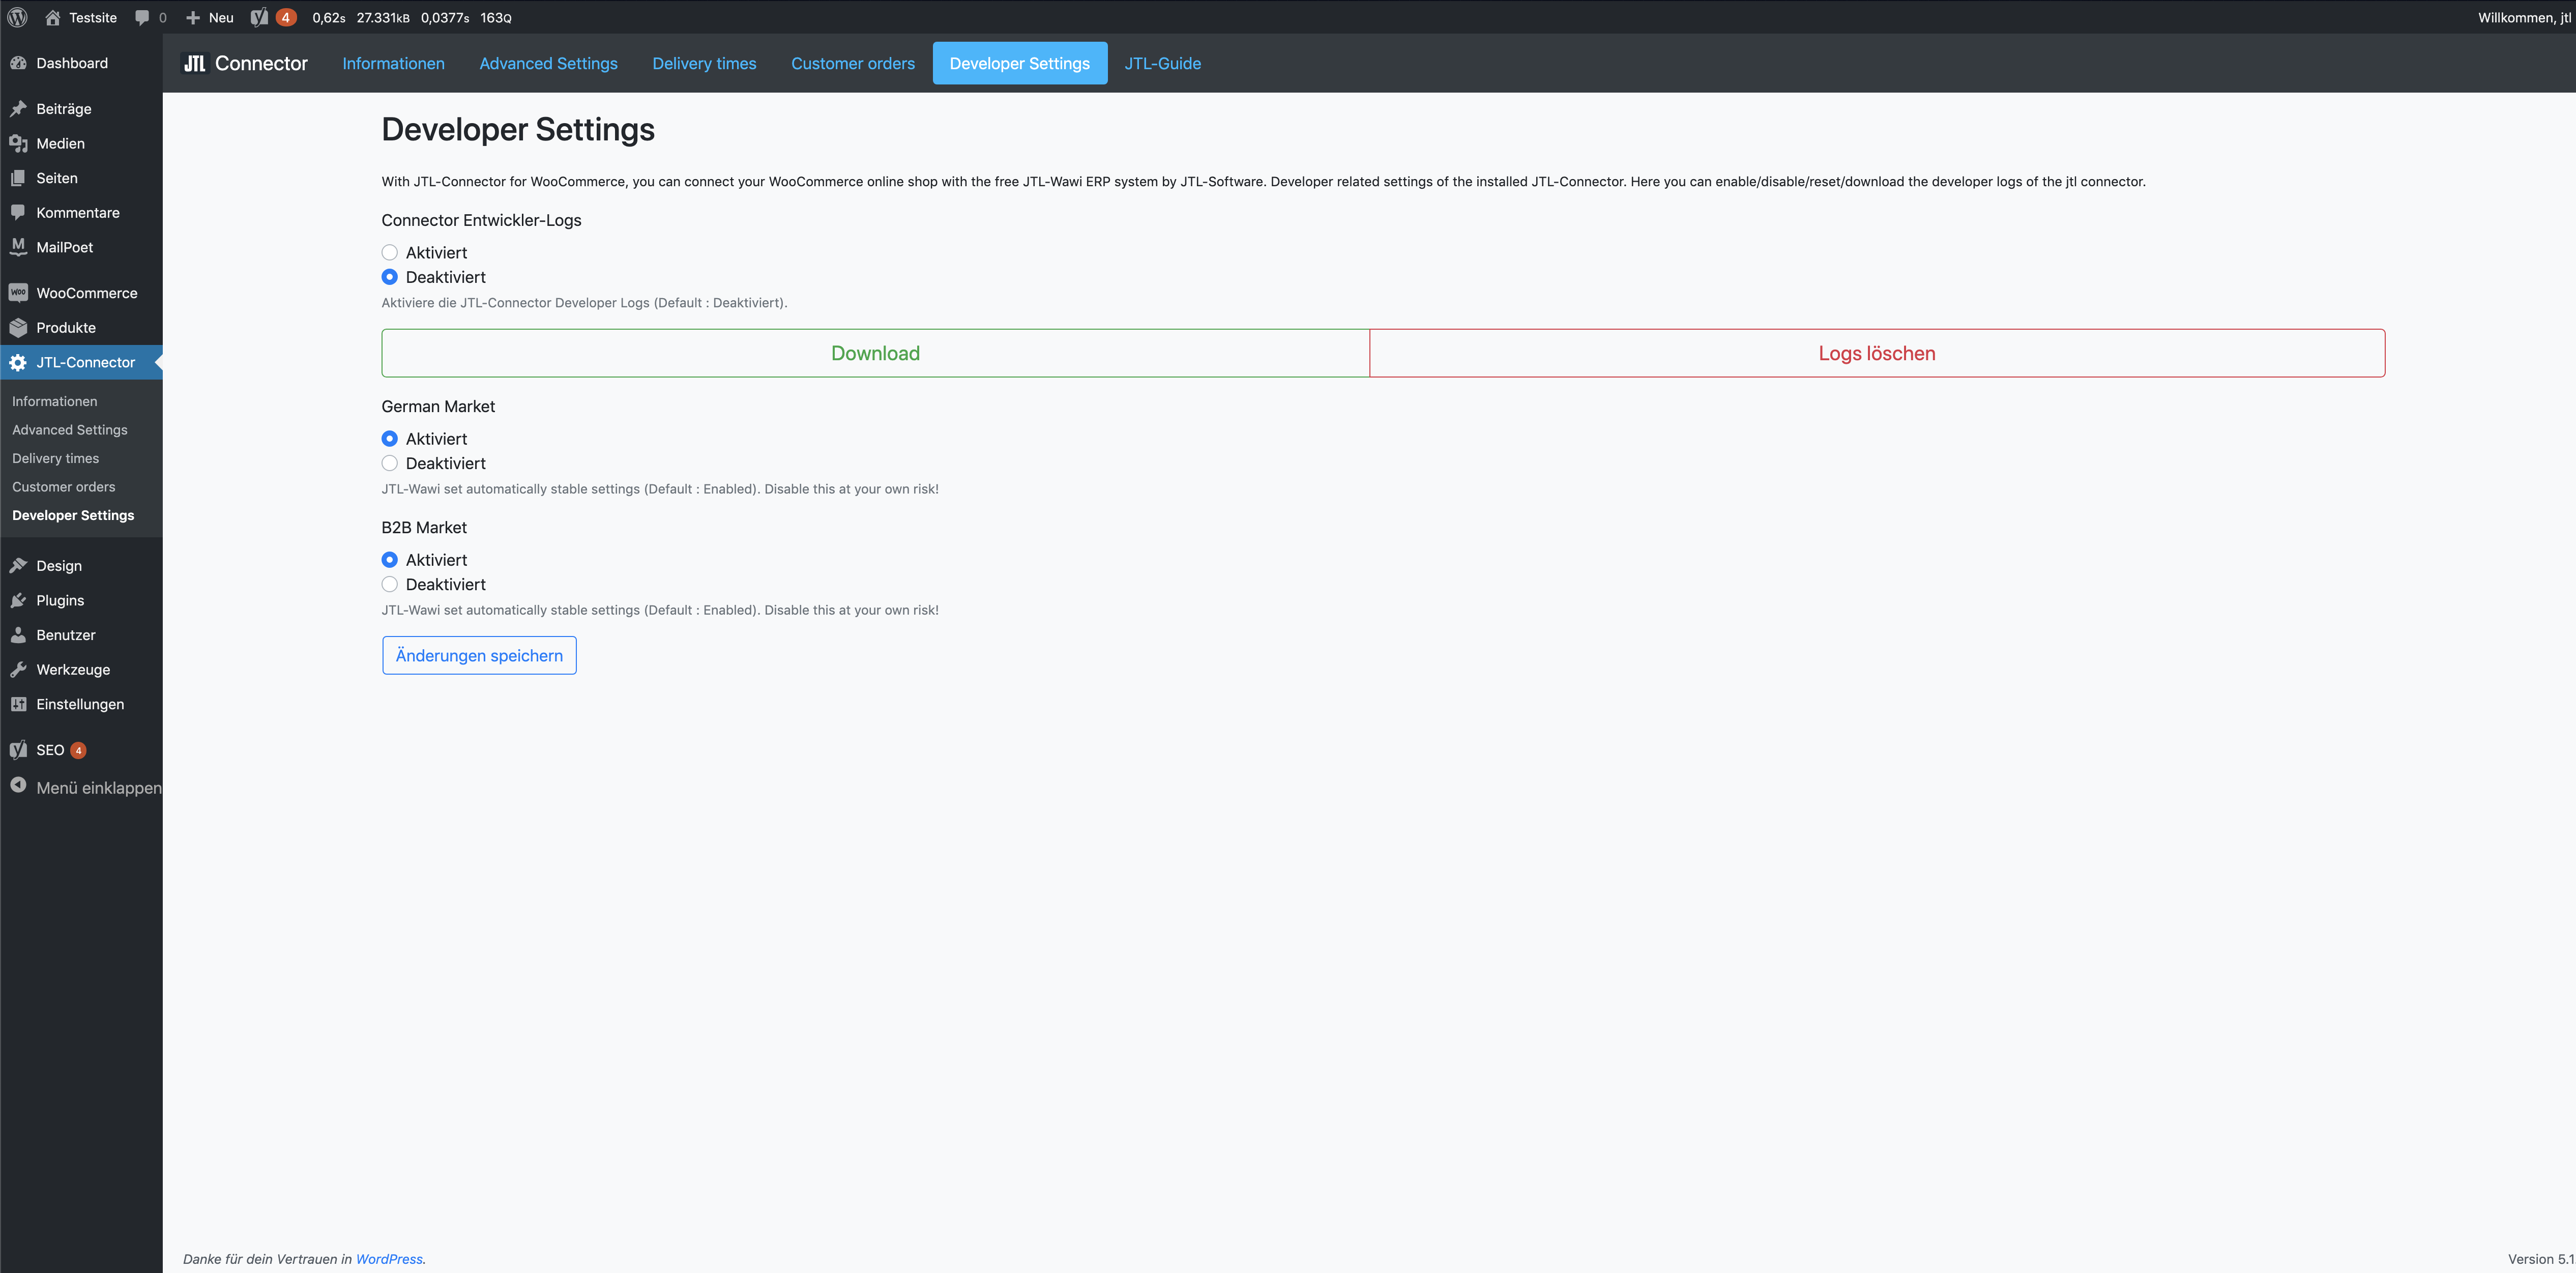 Testsite 0 Neu 4 0,62s 27.331kB 0,0377s 163Q
Willkommen, jtl
Dashboard
Beiträge
Medien
Seiten
Kommentare
MailPoet
WooCommerce
Produkte
JTL-Connector
Informationen
Advanced Settings
Delivery times
Customer orders
Developer Settings
Design
Plugins
Benutzer
Werkzeuge
Einstellungen
SEO 4
Menü einklappen
JTL Connector Informationen Advanced Settings Delivery times Customer orders Developer Settings JTL-Guide
Developer Settings
With JTL-Connector for WooCommerce, you can connect your WooCommerce online shop with the free JTL-Wawi ERP system by JTL-Software. Developer related settings of the installed JTL-Connector. Here you can enable/disable/reset/download the developer logs of the jtl connector.
Connector Entwickler-Logs
Aktiviert
Deaktiviert
Aktiviere die JTL-Connector Developer Logs (Default : Deaktiviert).
Download Logs löschen
German Market
Aktiviert
Deaktiviert
JTL-Wawi set automatically stable settings (Default : Enabled). Disable this at your own risk!
B2B Market
Aktiviert
Deaktiviert
JTL-Wawi set automatically stable settings (Default : Enabled). Disable this at your own risk!
Änderungen speichern
Danke für dein Vertrauen in WordPress.
Version 5.1